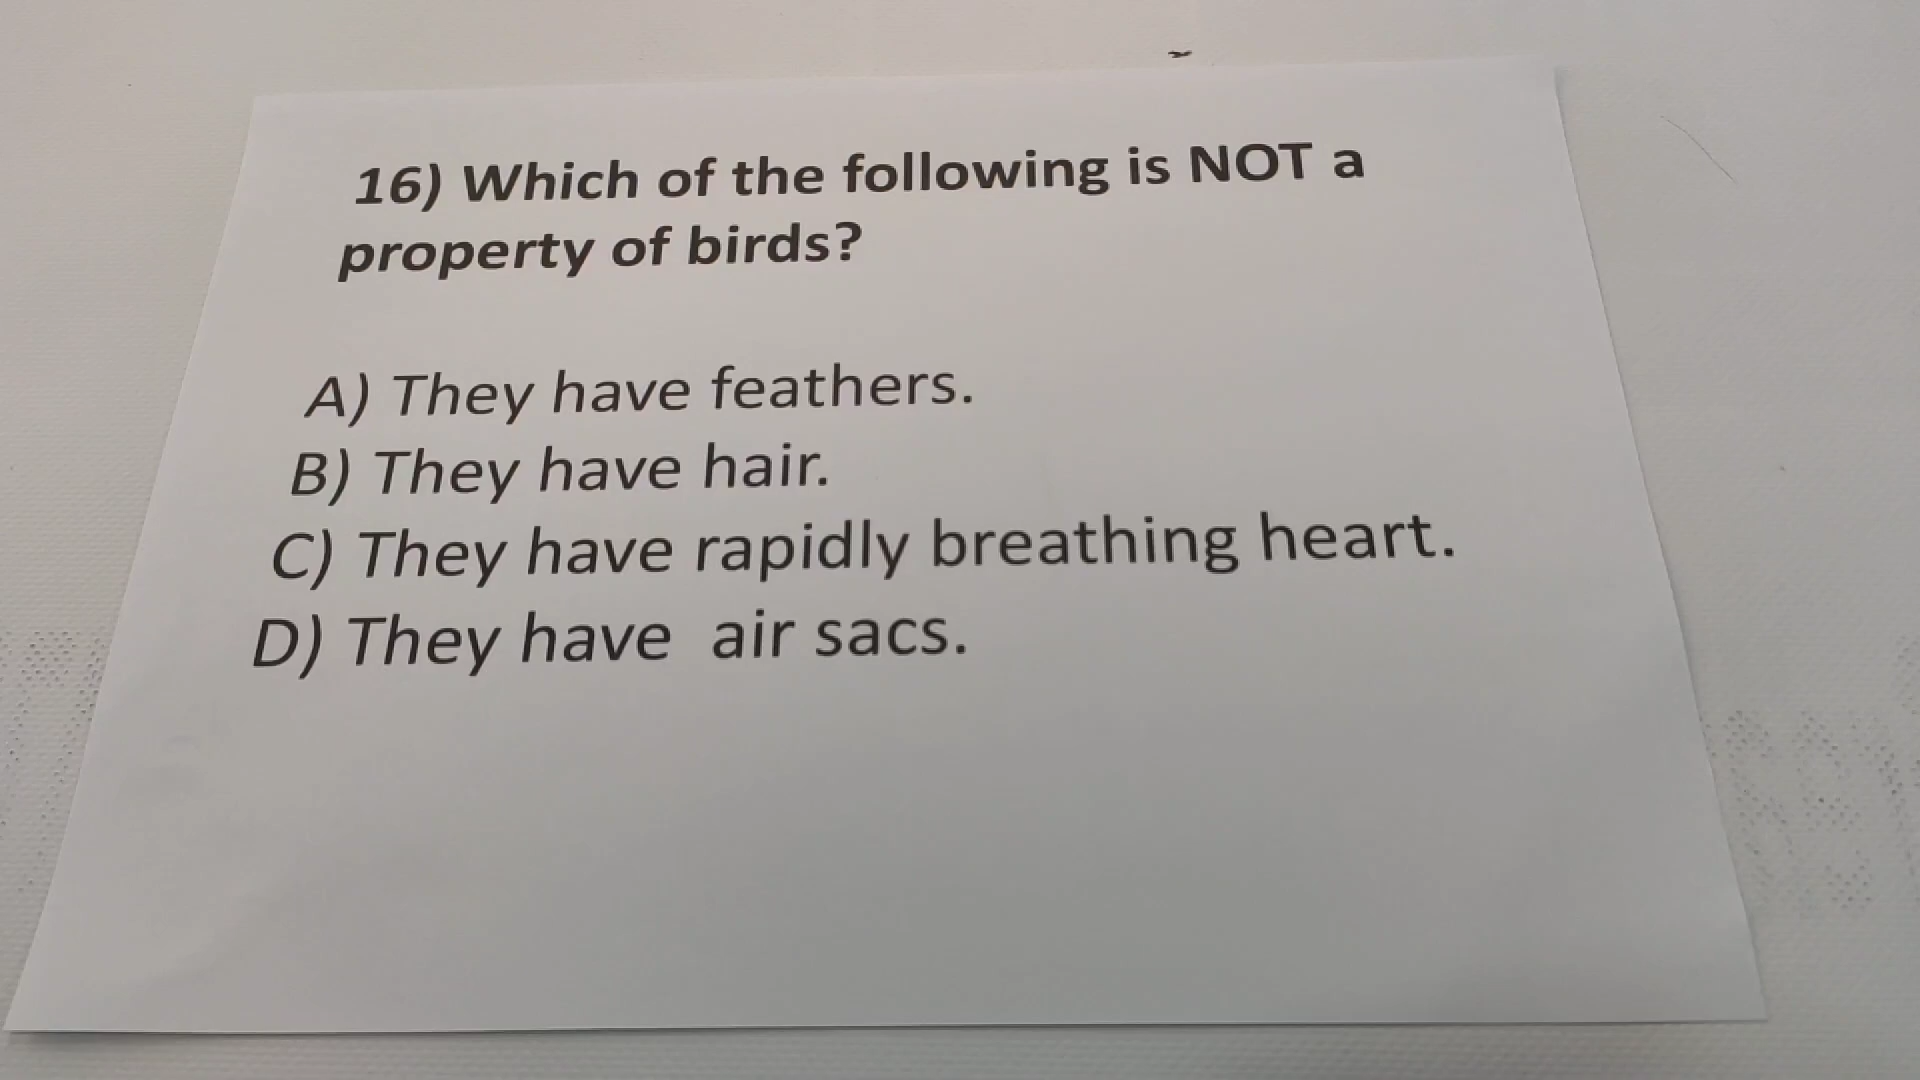 16) Which of the following is NOT a
property of birds?
A) They have feathers.
B) They have hair.
C) They have rapidly breathing heart.
D) They have air sacs.